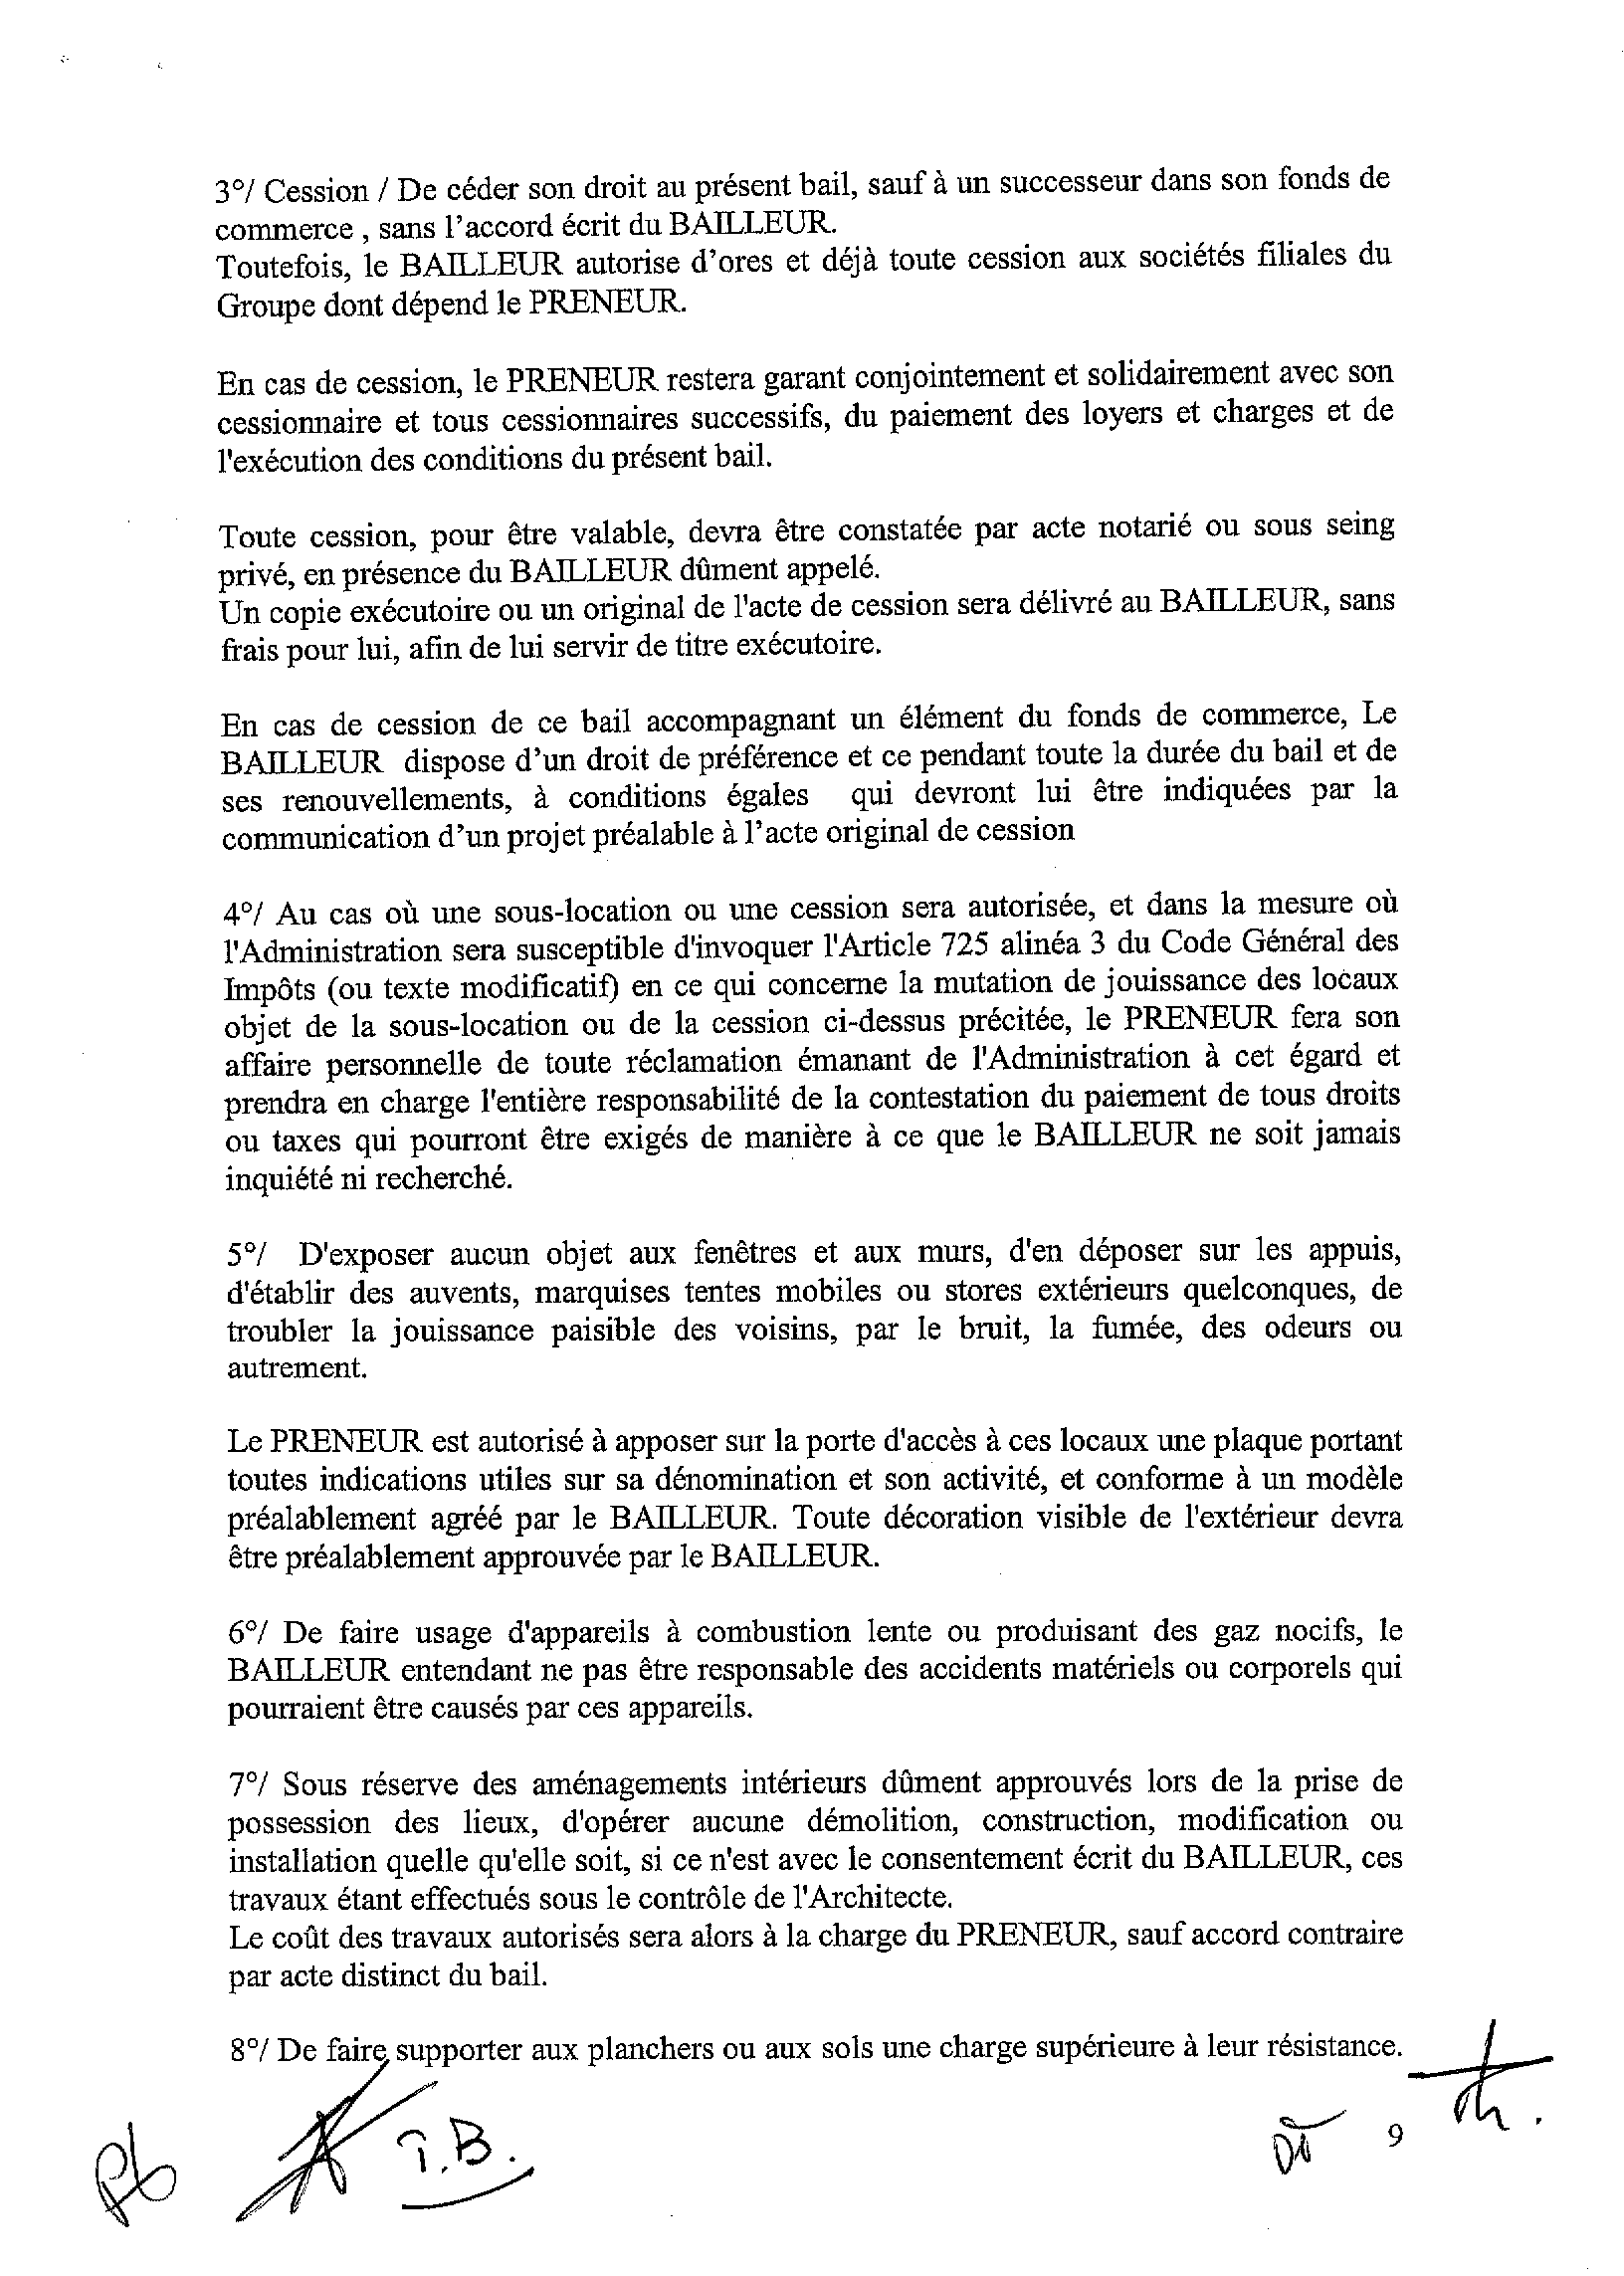 3°/ Cession / De céder son droit au présent bail, sauf à un successeur dans son fonds de
commerce , sans l’accord écrit du BAILLEUR.
Toutefois, le BAILLEUR autorise d’ores et déjà toute cession aux sociétés filiales du
Groupe dont dépend le PRENEUR.
En cas de cession, le PRENEUR restera garant conjointement et solidairement avec son
cessionnaire et tous cessionnaires successifs, du paiement des loyers et charges et de
l'exécution des conditions du présent bail.
Toute cession, pour être valable, devra être constatée par acte notarié ou sous seing
privé, en présence du BAILLEUR dûment appelé.
Un copie exécutoire ou un original de l'acte de cession sera délivré au BAILLEUR, sans
frais pour lui, afin de lui servir de titre exécutoire.
En cas de cession de ce bail accompagnant un élément du fonds de commerce, Le
BAILLEUR dispose d’un droit de préférence et ce pendant toute la durée du bail et de
ses renouvellements, à conditions égales qui devront lui être indiquées par la
communication d’un projet préalable à l’acte original de cession
4°/ Au cas où une sous-location ou une cession sera autorisée, et dans la mesure où
l'Administration sera susceptible d'invoquer l'Article 725 alinéa 3 du Code Général des
Impôts (ou texte modificatif) en ce qui concerne la mutation de jouissance des locaux
objet de la sous-location ou de la cession ci-dessus précitée, le PRENEUR fera son
affaire personnelle de toute réclamation émanant de l'Administration à cet égard et
prendra en charge l'entière responsabilité de la contestation du paiement de tous droits
ou taxes qui pourront être exigés de manière à ce que le BAILLEUR ne soit jamais
inquiété ni recherché.
5°/ D'exposer aucun objet aux fenêtres et aux murs, d'en déposer sur les appuis,
d'établir des auvents, marquises tentes mobiles ou stores extérieurs quelconques, de
troubler la jouissance paisible des voisins, par le bruit, la fumée, des odeurs ou
autrement.
Le PRENEUR est autorisé à apposer sur la porte d'accès à ces locaux une plaque portant
toutes indications utiles sur sa dénomination et son activité, et conforme à un modèle
préalablement agréé par le BAILLEUR. Toute décoration visible de l'extérieur devra
être préalablement approuvée par le BAILLEUR.
6°/ De faire usage d'appareils à combustion lente ou produisant des gaz nocifs, le
BAILLEUR entendant ne pas être responsable des accidents matériels ou corporels qui
pourraient être causés par ces appareils.
7°/ Sous réserve des aménagements intérieurs dûment approuvés lors de la prise de
possession des lieux, d'opérer aucune démolition, construction, modification ou
installation quelle qu'elle soit, si ce n'est avec le consentement écrit du BAILLEUR, ces
travaux étant effectués sous le contrôle de l'Architecte.
Le coût des travaux autorisés sera alors à la charge du PRENEUR, sauf accord contraire
par acte distinct du bail.
8°/ De faire supporter aux planchers ou aux sols une charge supérieure à leur résistance.
T.B.
9